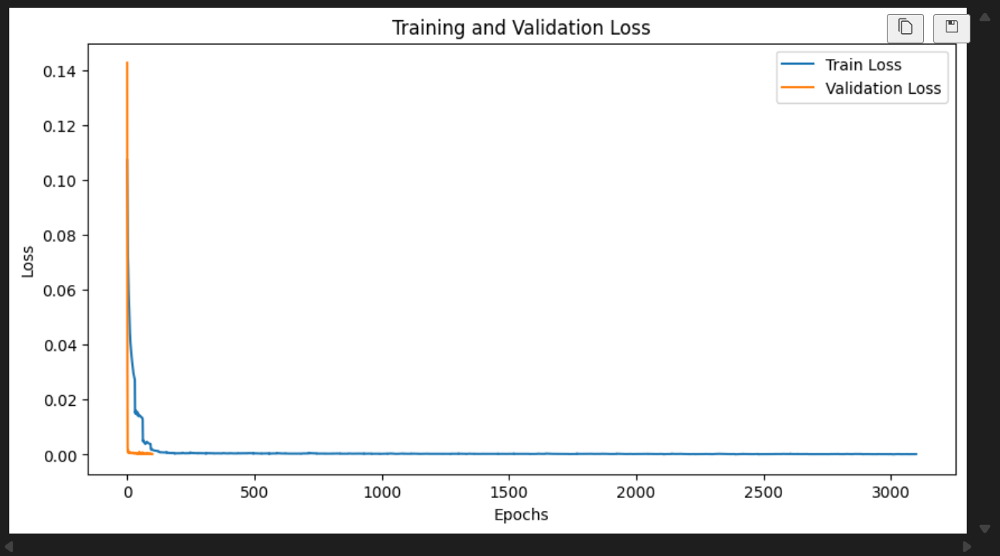 Training and Validation Loss
Train Loss
Validation Loss
0.14
0.12
0.10
0.08
0.06
0.04
0.02
0.00
Loss
0 500 1000 1500 2000 2500 3000
Epochs